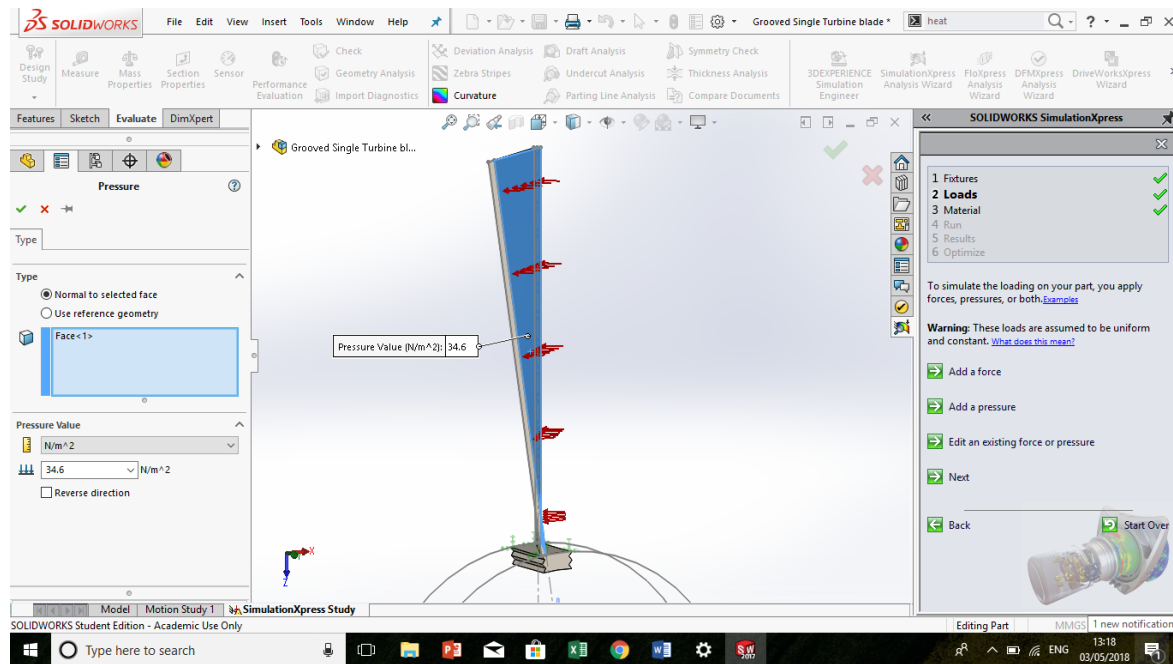 SOLIDWORKS File Edit View Insert Tools Window Help Grooved Single Turbine blade * heat
Design Study
Measure
Mass Properties
Section Properties
Sensor
Performance Evaluation
Check
Geometry Analysis
Import Diagnostics
Deviation Analysis
Zebra Stripes
Curvature
Draft Analysis
Undercut Analysis
Parting Line Analysis
Symmetry Check
Thickness Analysis
Compare Documents
3DEXPERIENCE Simulation Engineer
SimulationXpress Analysis Wizard
FloXpress Analysis Wizard
DFMXpress Analysis Wizard
DriveWorksXpress Wizard
Features Sketch Evaluate DimXpert
Pressure
Type
Type
Normal to selected face
Use reference geometry
Face<1>
Pressure Value
N/m^2
34.6 N/m^2
Reverse direction
Grooved Single Turbine bl...
Pressure Value (N/m^2): 34.6
X
Z
SOLIDWORKS SimulationXpress
1 Fixtures
2 Loads
3 Material
4 Run
5 Results
6 Optimize
To simulate the loading on your part, you apply
forces, pressures, or both.Examples
Warning: These loads are assumed to be uniform
and constant. What does this mean?
Add a force
Add a pressure
Edit an existing force or pressure
Next
Back Start Over
Model Motion Study 1 SimulationXpress Study
SOLIDWORKS Student Edition - Academic Use Only Editing Part MMGS 1 new notification
Type here to search ENG 13:18
03/05/2018
SW
2017